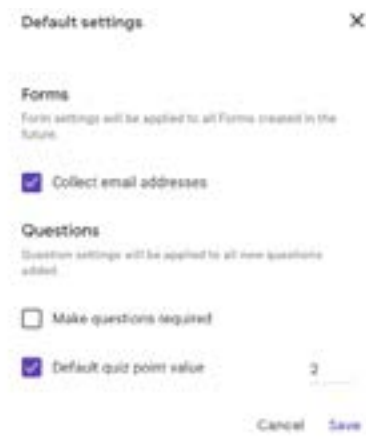 Default settings
Forms
Form settings will be applied to all Forms created in the
future.
Collect email addresses
Questions
Question settings will be applied to all new questions
added.
Make questions required
Default quiz point value 2
Cancel Save